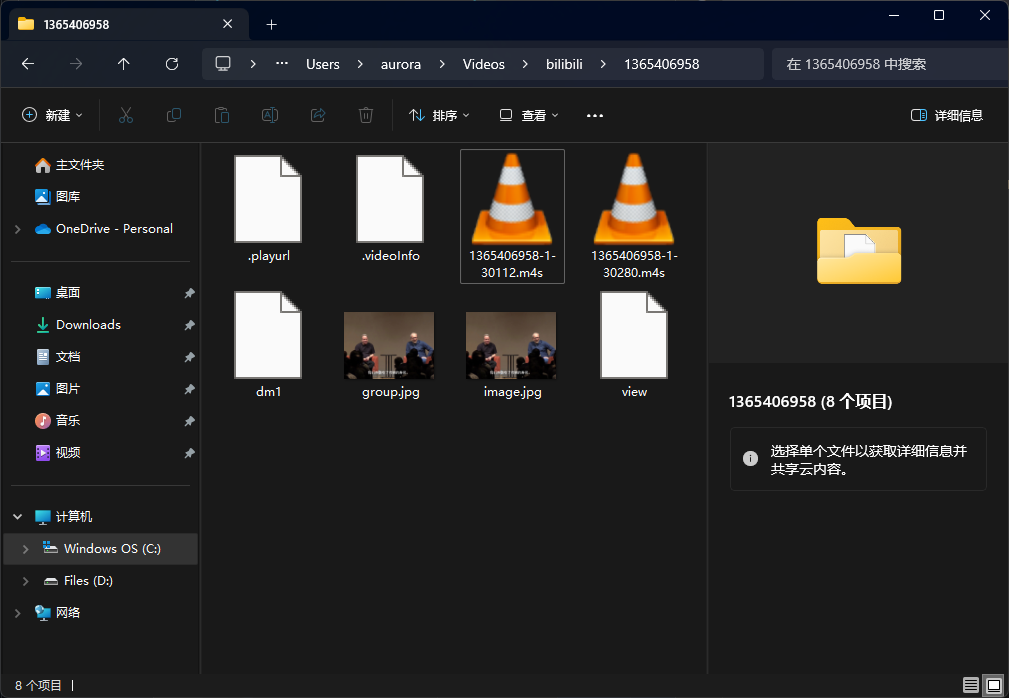 1365406958
Users
aurora
Videos
bilibili
1365406958
在 1365406958 中搜索
新建
排序
查看
详细信息
主文件夹
图库
OneDrive - Personal
桌面
Downloads
文档
图片
音乐
视频
计算机
Windows OS (C:)
Files (D:)
网络
.playurl
.videoInfo
1365406958-1-
30112.m4s
1365406958-1-
30280.m4s
dm1
group.jpg
image.jpg
view
1365406958 (8 个项目)
选择单个文件以获取详细信息并
共享云内容。
8 个项目